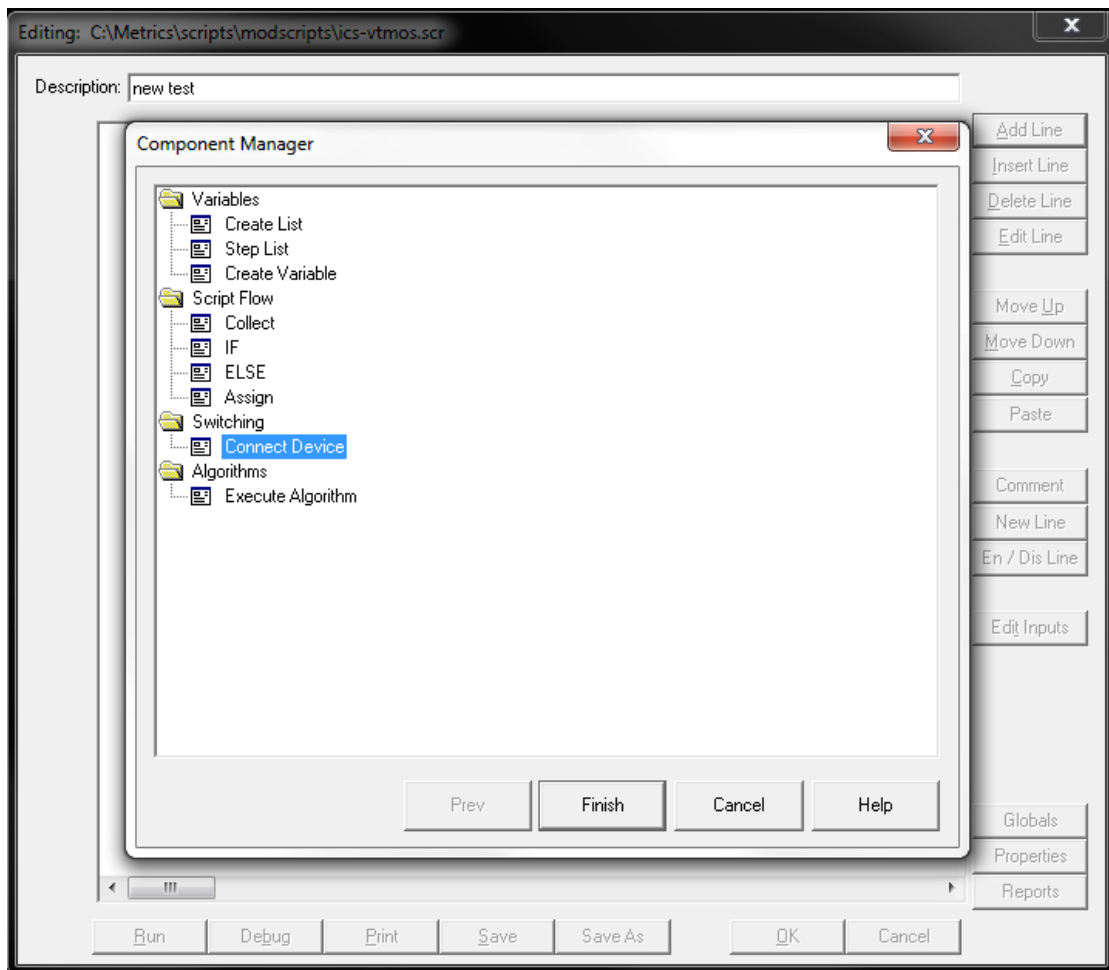 Editing: C:\Metrics\scripts\modscripts\ics-vtmos.scr
Description: new test
Component Manager
Variables
Create List
Step List
Create Variable
Script Flow
Collect
IF
ELSE
Assign
Switching
Connect Device
Algorithms
Execute Algorithm
Prev Finish Cancel Help
Add Line
Insert Line
Delete Line
Edit Line
Move Up
Move Down
Copy
Paste
Comment
New Line
En / Dis Line
Edit Inputs
Globals
Properties
Reports
Run Debug Print Save Save As OK Cancel